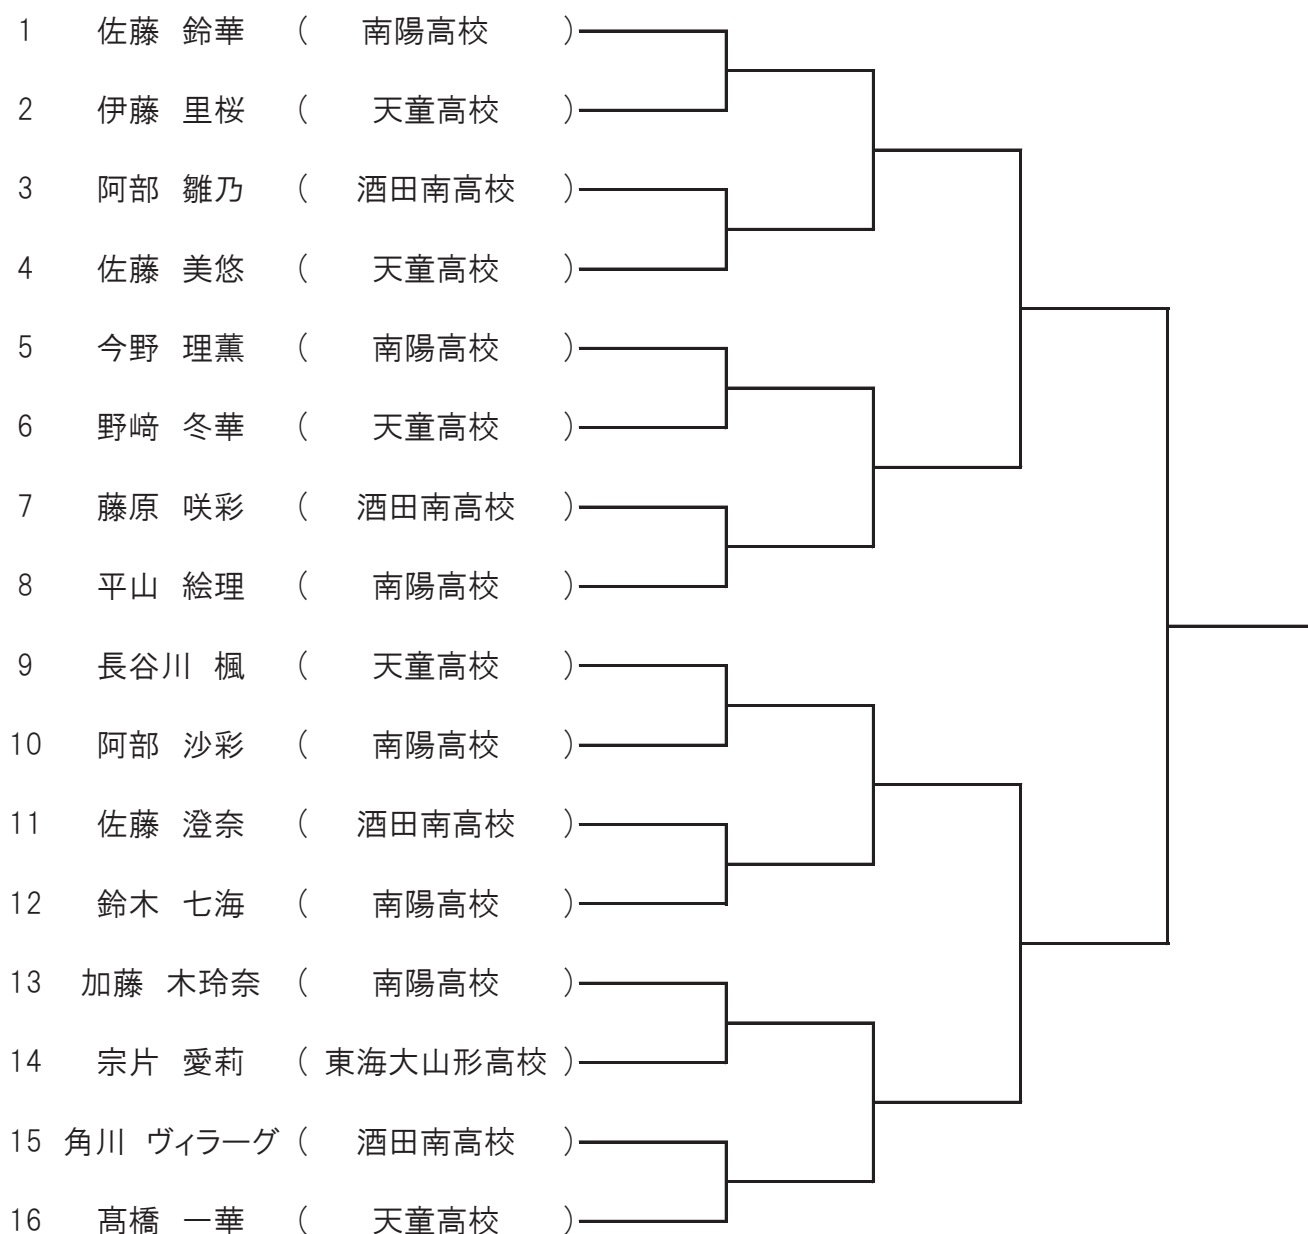 1 佐藤 鈴華 ( 南陽高校 )
2 伊藤 里桜 ( 天童高校 )
3 阿部 雛乃 ( 酒田南高校 )
4 佐藤 美悠 ( 天童高校 )
5 今野 理薫 ( 南陽高校 )
6 野﨑 冬華 ( 天童高校 )
7 藤原 咲彩 ( 酒田南高校 )
8 平山 絵理 ( 南陽高校 )
9 長谷川 楓 ( 天童高校 )
10 阿部 沙彩 ( 南陽高校 )
11 佐藤 澄奈 ( 酒田南高校 )
12 鈴木 七海 ( 南陽高校 )
13 加藤 木玲奈 ( 南陽高校 )
14 宗片 愛莉 ( 東海大山形高校 )
15 角川 ヴィラーグ ( 酒田南高校 )
16 髙橋 一華 ( 天童高校 )